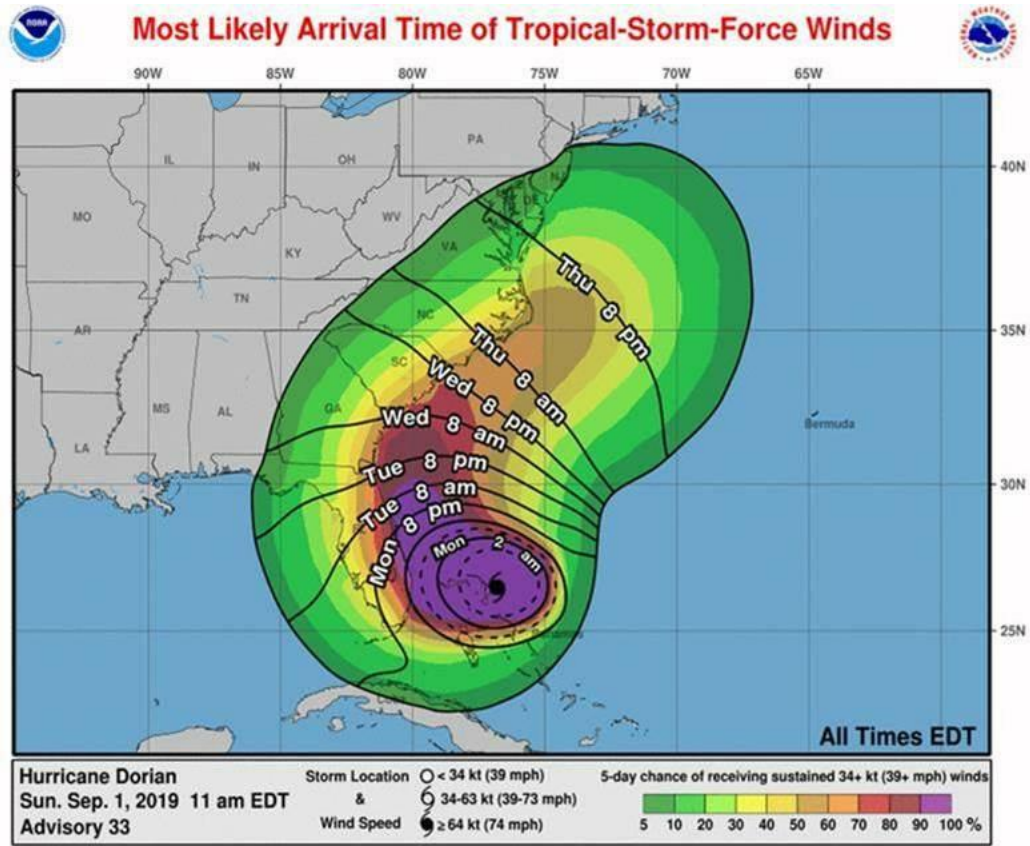 NOAA
Most Likely Arrival Time of Tropical-Storm-Force Winds
90W 85W 80W 75W 70W 65W
40N
35N
30N
25N
PA
NJ
IL
IN
OH
DE
MO
WV
VA
KY
TN
NC
AR
SC
MS
AL
GA
LA
Bermuda
Bahamas
Thu 8 pm
Thu 8 am
Wed 8 pm
Wed 8 am
Tue 8 pm
Tue 8 am
Mon 8 pm
Mon 2 am
All Times EDT
Hurricane Dorian
Sun. Sep. 1, 2019 11 am EDT
Advisory 33
Storm Location
&
Wind Speed
< 34 kt (39 mph)
34-63 kt (39-73 mph)
≥ 64 kt (74 mph)
5-day chance of receiving sustained 34+ kt (39+ mph) winds
5 10 20 30 40 50 60 70 80 90 100 %